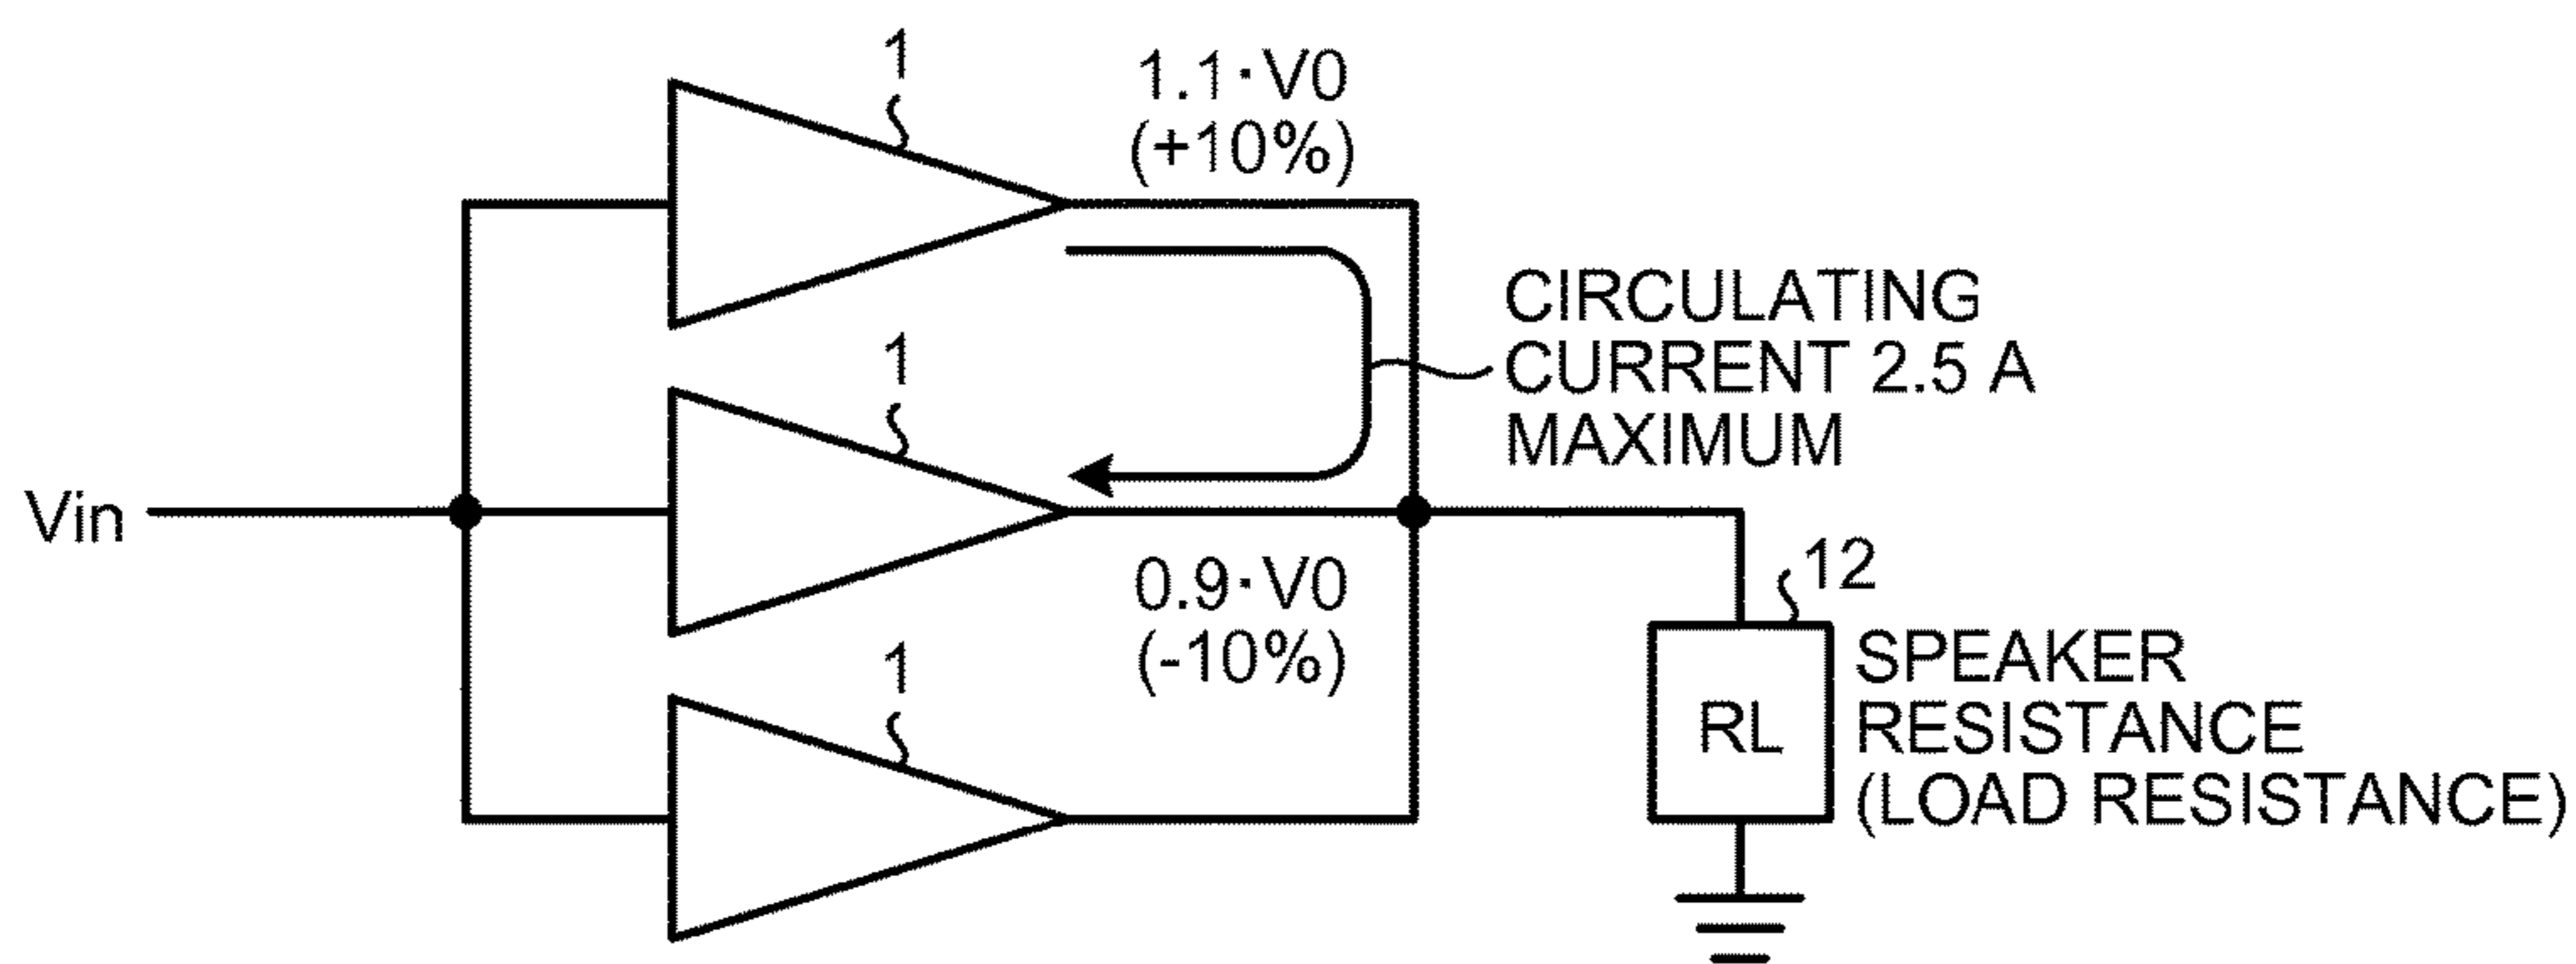 1
1.1·V0
(+10%)
CIRCULATING
CURRENT 2.5 A
MAXIMUM
1
Vin
0.9·V0
(-10%)
12
1
SPEAKER
RESISTANCE
(LOAD RESISTANCE)
RL